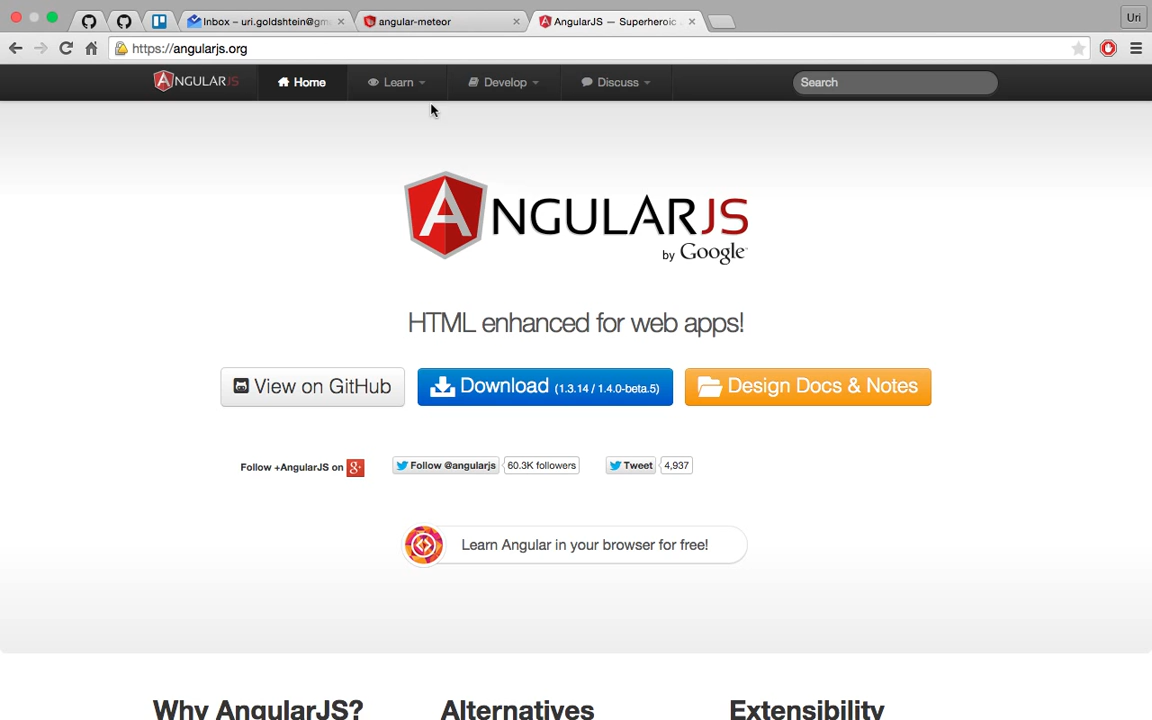 Inbox – uri.goldshtein@gm
angular-meteor
AngularJS — Superheroic
Uri
https://angularjs.org
ANGULARJS
Home
Learn
Develop
Discuss
Search
ANGULARJS
by Google
HTML enhanced for web apps!
View on GitHub
Download (1.3.14 / 1.4.0-beta.5)
Design Docs & Notes
Follow +AngularJS on g+
Follow @angularjs
60.3K followers
Tweet
4,937
Learn Angular in your browser for free!
Why AngularJS?
Alternatives
Extensibility